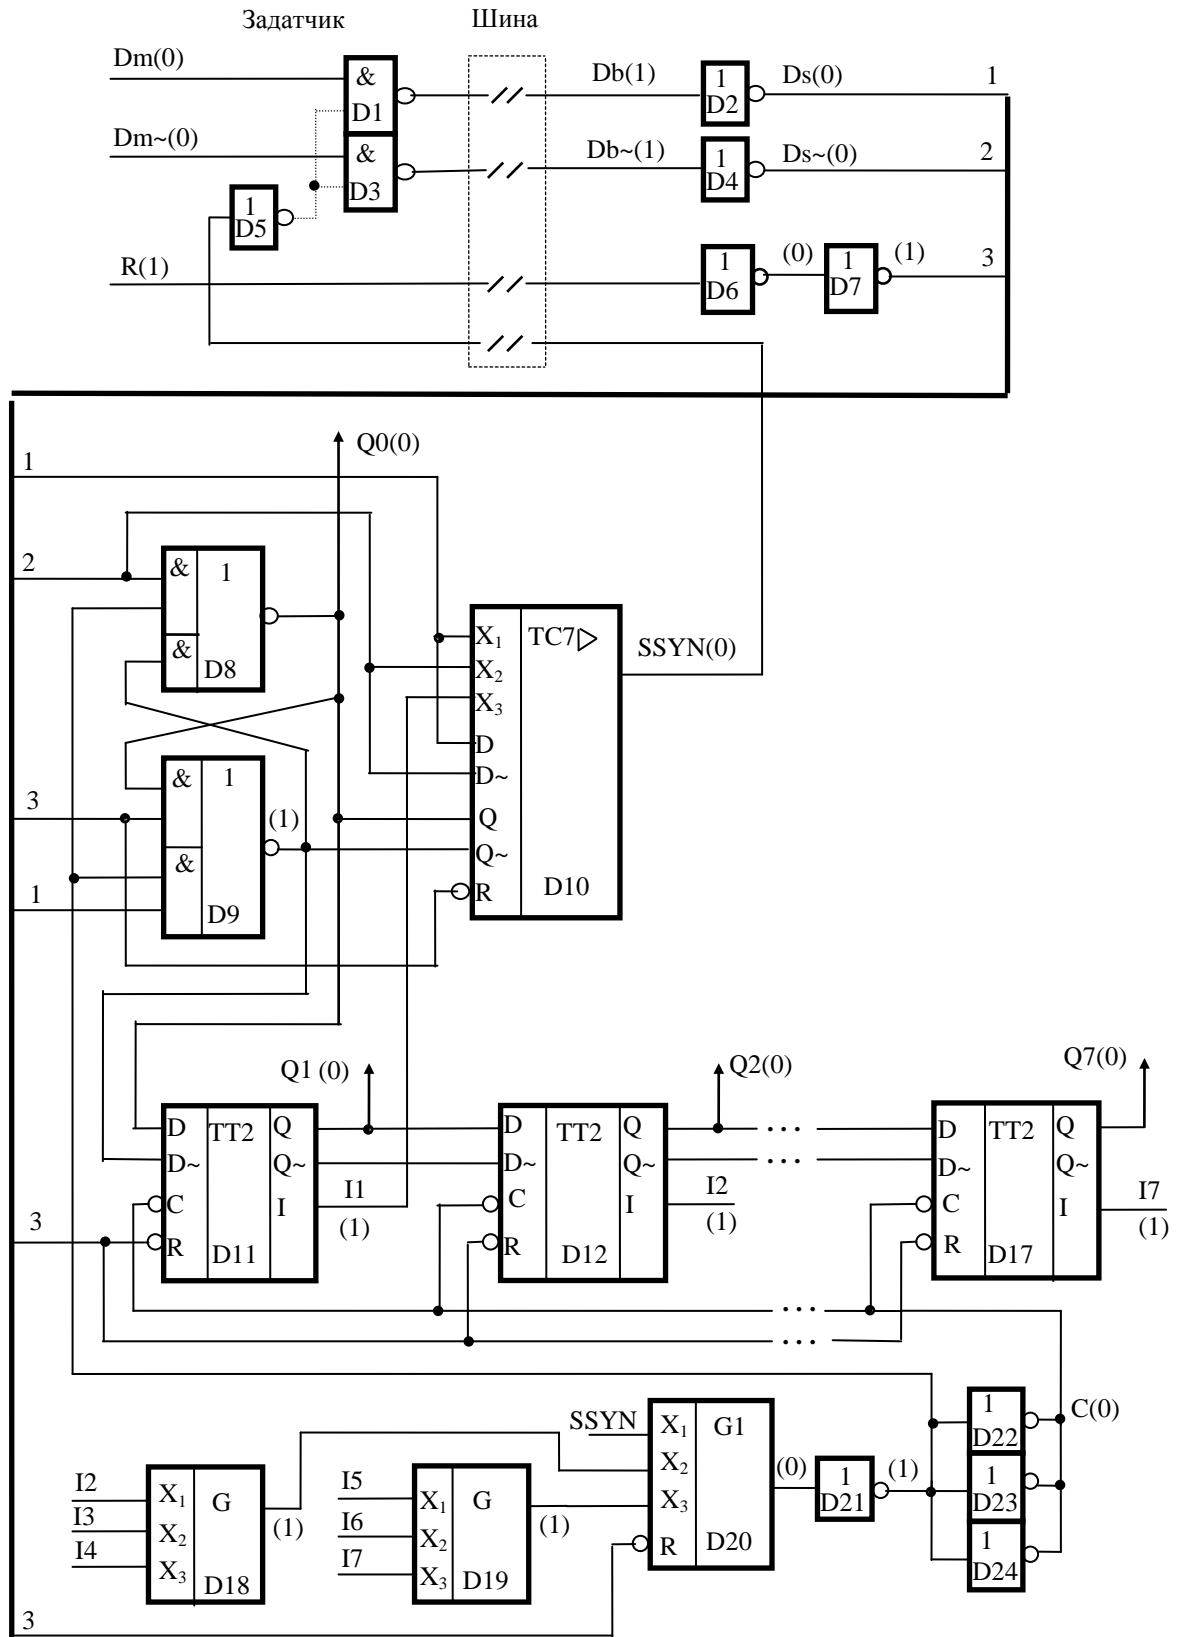 Задатчик Шина
Dm(0) & Db(1) 1 Ds(0) 1
D1 D2
Dm~(0) & Db~(1) 1 Ds~(0) 2
D3 D4
1
D5
R(1) 1 (0) 1 (1) 3
D6 D7
Q0(0)
1
2 & 1
& D8
X1 TC7 SSYN(0)
X2
X3
D
D~
Q
Q~
R D10
& 1
3 (1)
&
1 D9
Q1 (0) Q2(0) Q7(0)
D TT2 Q D TT2 Q ... D TT2 Q
D~ Q~ D~ Q~ ... D~ Q~
C I I1 C I I2 C I I7
(1) (1) (1)
3 R D11 R D12 R D17
...
...
SSYN X1 G1 1 C(0)
X2 D22
I2 X1 G (1) I5 X1 G (1) X3 (0) 1 (1) 1
I3 X2 I6 X2 D21 D23
I4 X3 D18 I7 X3 D19 R D20 1
D24
3